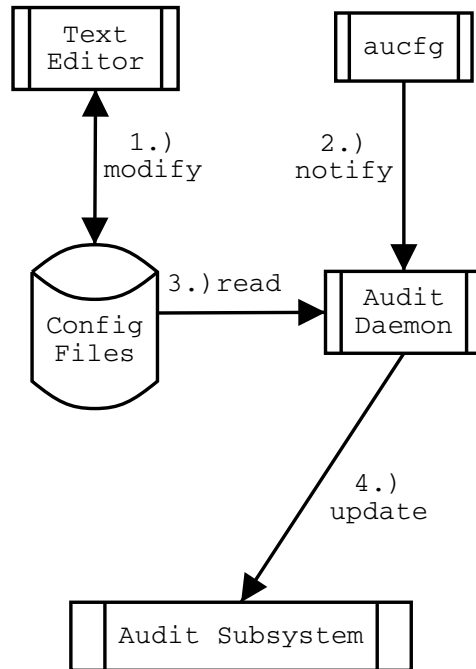 Text
Editor
aucfg
1.)
modify
2.)
notify
3.)read
Config
Files
Audit
Daemon
4.)
update
Audit Subsystem